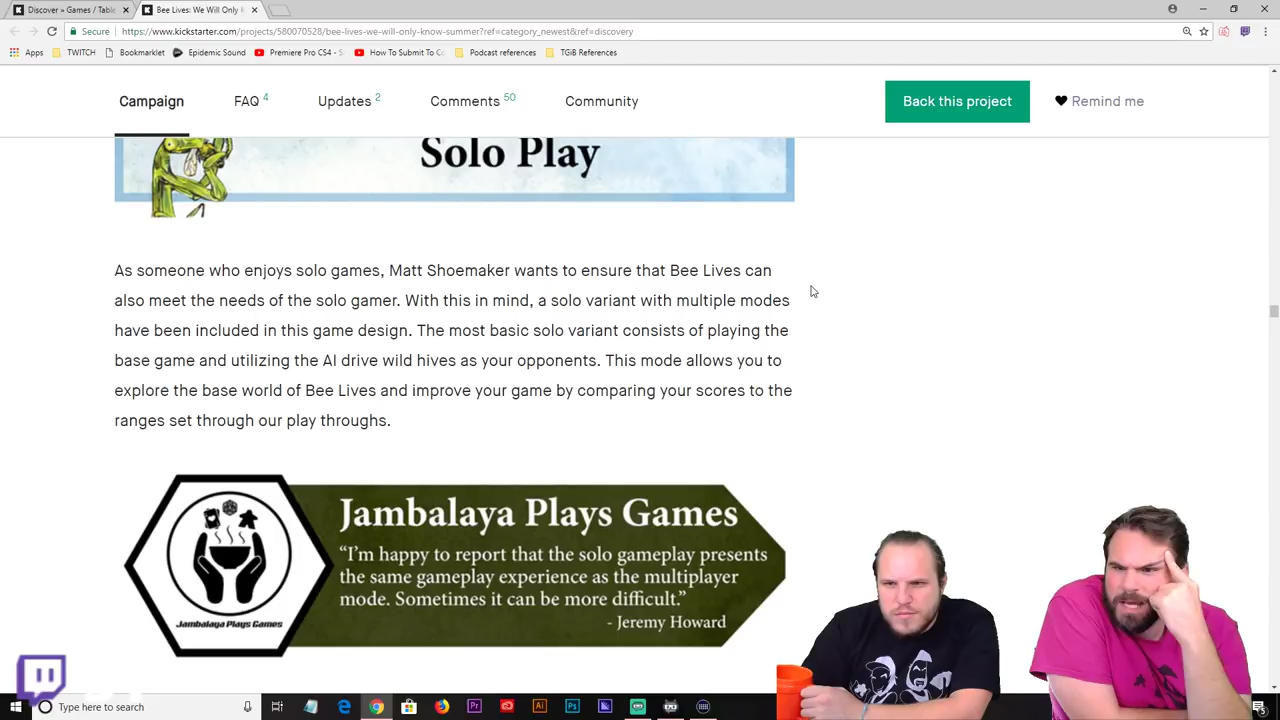 Discover » Games / Table
Bee Lives: We Will Only
Secure
https://www.kickstarter.com/projects/580070528/bee-lives-we-will-only-know-summer?ref=category_newest&ref=discovery
Apps TWITCH Bookmarklet Epidemic Sound Premiere Pro CS4 - How To Submit To Co Podcast references TGiB References
Campaign FAQ 4 Updates 2 Comments 50 Community Back this project Remind me
Solo Play
As someone who enjoys solo games, Matt Shoemaker wants to ensure that Bee Lives can
also meet the needs of the solo gamer. With this in mind, a solo variant with multiple modes
have been included in this game design. The most basic solo variant consists of playing the
base game and utilizing the AI drive wild hives as your opponents. This mode allows you to
explore the base world of Bee Lives and improve your game by comparing your scores to the
ranges set through our play throughs.
Jambalaya Plays Games
“I'm happy to report that the solo gameplay presents
the same gameplay experience as the multiplayer
mode. Sometimes it can be more difficult.”
- Jeremy Howard
Jambalaya Plays Games
Type here to search